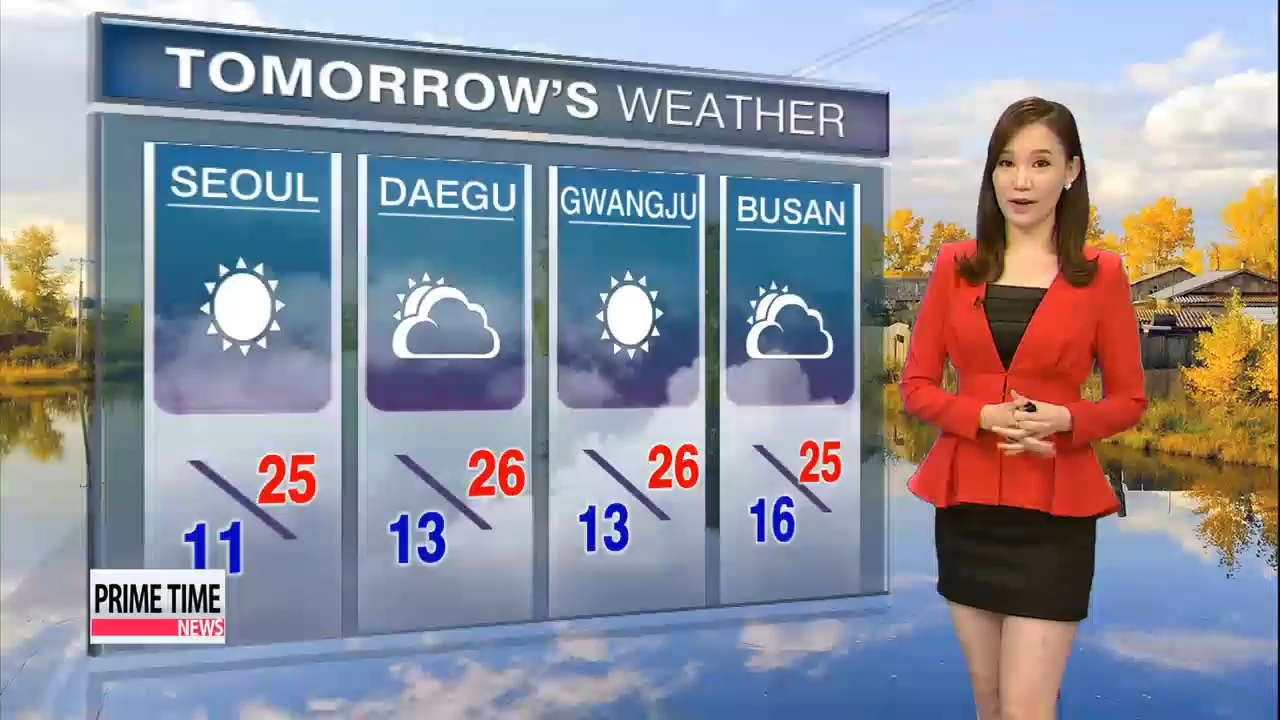 TOMORROW'S WEATHER
SEOUL
DAEGU
GWANGJU
BUSAN
25
11
26
13
26
13
25
16
PRIME TIME
NEWS